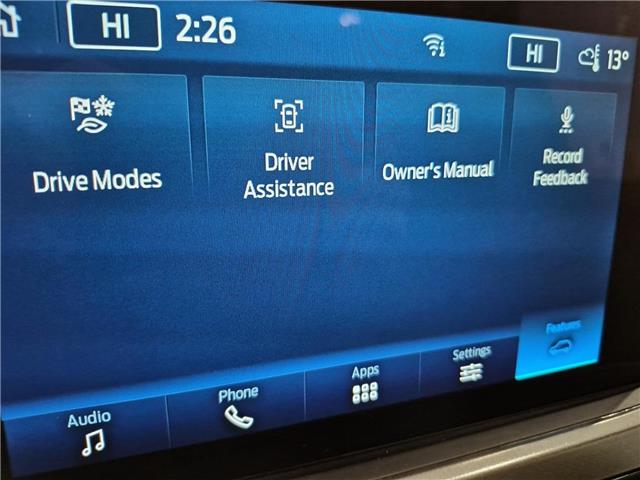 HI 2:26 HI 13°
Drive Modes
Driver
Assistance
Owner's Manual
Record
Feedback
Audio
Phone
Apps
Settings
Features